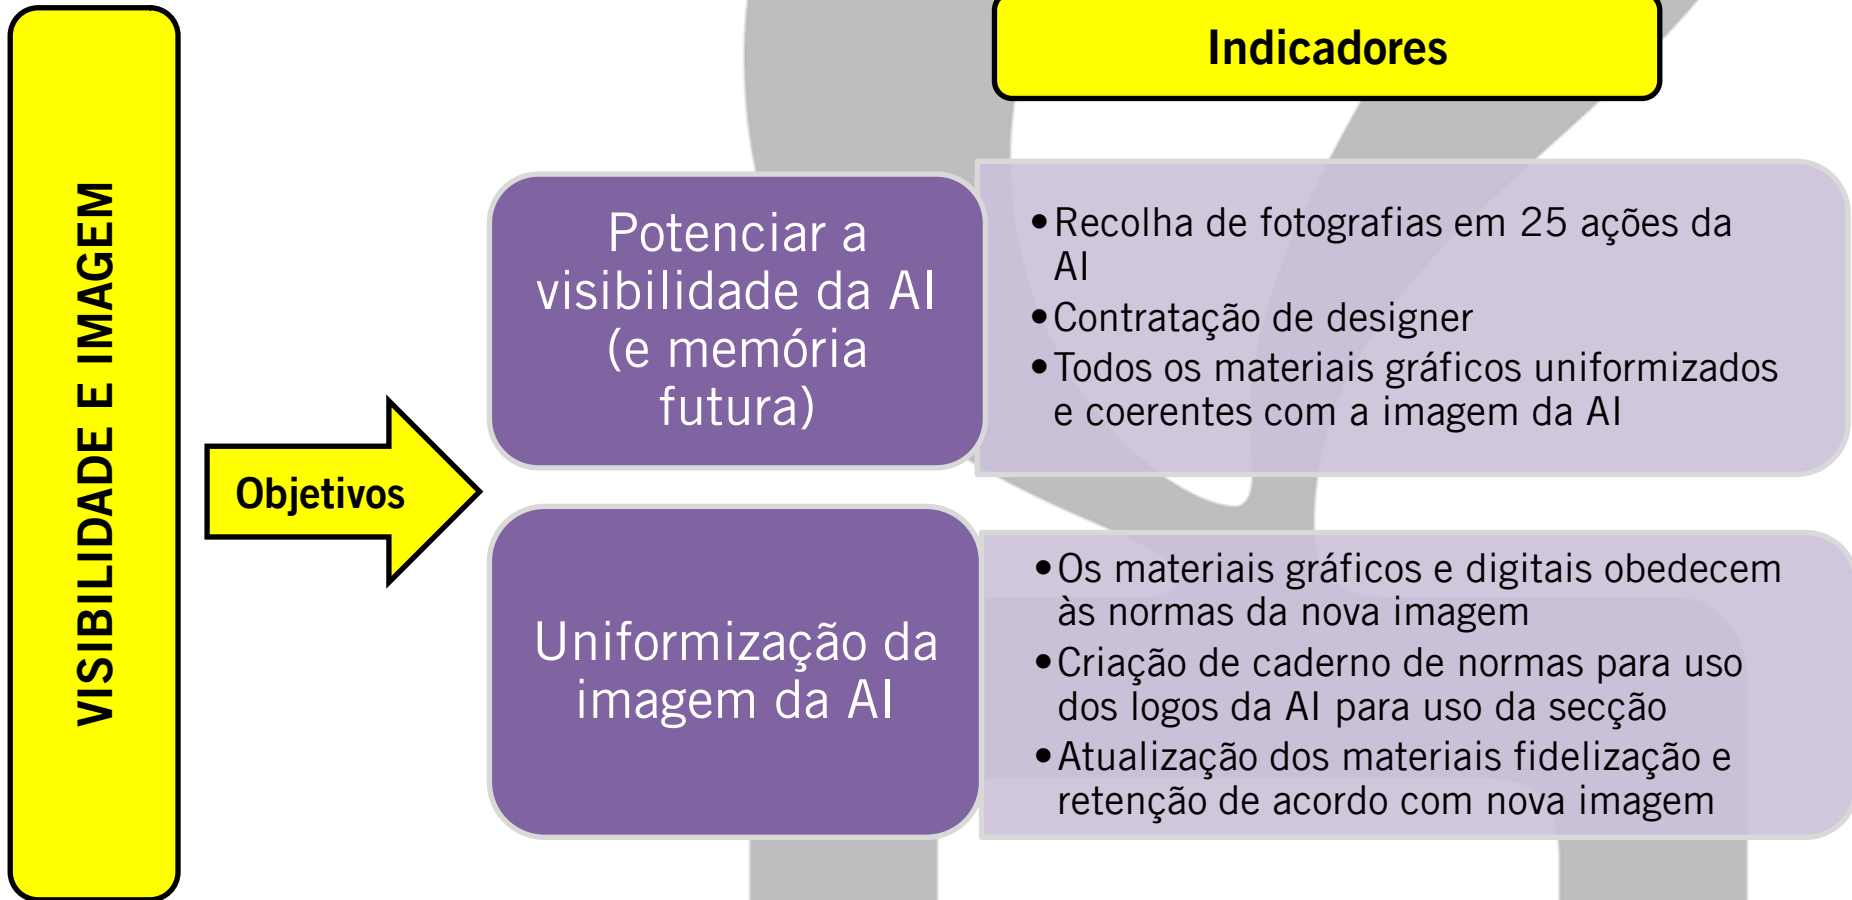 VISIBILIDADE E IMAGEM
Objetivos
Indicadores
Potenciar a
visibilidade da AI
(e memória
futura)
•Recolha de fotografias em 25 ações da
AI
•Contratação de designer
•Todos os materiais gráficos uniformizados
e coerentes com a imagem da AI
Uniformização da
imagem da AI
•Os materiais gráficos e digitais obedecem
às normas da nova imagem
•Criação de caderno de normas para uso
dos logos da AI para uso da secção
•Atualização dos materiais fidelização e
retenção de acordo com nova imagem